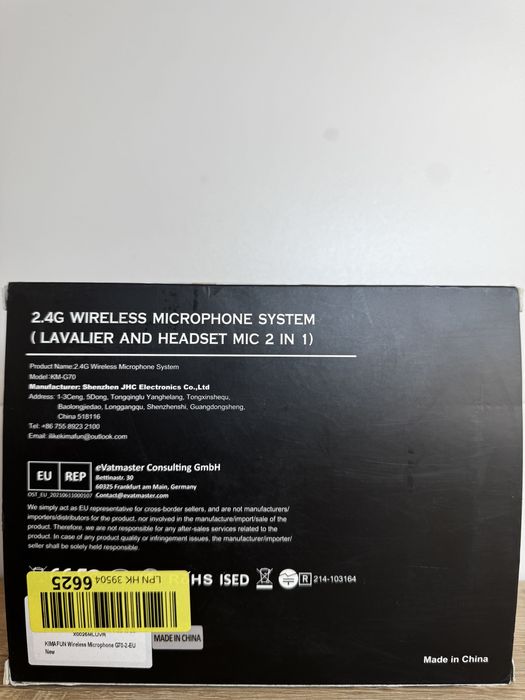 2.4G WIRELESS MICROPHONE SYSTEM
( LAVALIER AND HEADSET MIC 2 IN 1)
Product Name:2.4G Wireless Microphone System
Model:KM-G70
Manufacturer: Shenzhen JHC Electronics Co.,Ltd
Address: 1-3Ceng, 5Dong, Tongqinglu Yanghelang, Tongxinshequ,
Baolongjiedao, Longgangqu, Shenzhenshi, Guangdongsheng,
China 518116
Tel: +86 755 8923 2100
Email: ilikekimafun@outlook.com
EU REP
eVatmaster Consulting GmbH
Bettinastr. 30
60325 Frankfurt am Main, Germany
OST_EU_20210611000107 Contact@evatmaster.com
We simply act as EU representative for cross-border sellers, and are not manufacturers/
importers/distributors for the product, nor involved in the manufacture/import/sale of the
product. Therefore, we are not responsible for any after-sales services related to the
product. In case of any product quality or infringement issues, the manufacturer/importer/
seller shall be solely held responsible.
HS ISED R 214-103164
LPN HK 39504 6625
KIMAFUN Wireless Microphone G70-2-EU
New
MADE IN CHINA
Made in China